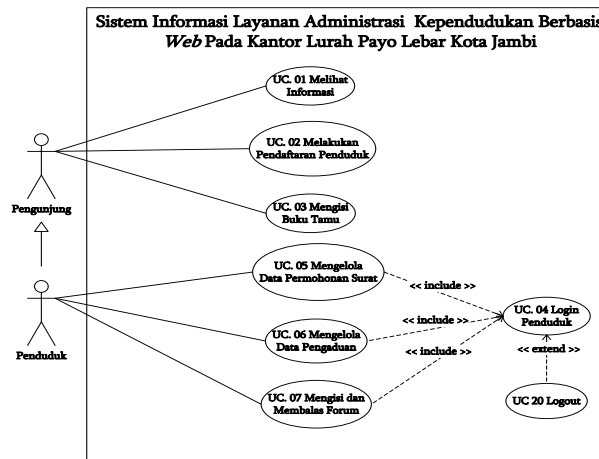 Sistem Informasi Layanan Administrasi Kependudukan Berbasis
Web Pada Kantor Lurah Payo Lebar Kota Jambi
UC. 01 Melihat
Informasi
UC. 02 Melakukan
Pendaftaran Penduduk
Pengunjung
UC. 03 Mengisi
Buku Tamu
UC. 05 Mengelola
Data Permohonan Surat
<< include >>
UC. 04 Login
Penduduk
<< include >>
UC. 06 Mengelola
Data Pengaduan
Penduduk
<< include >>
<< extend >>
UC. 07 Mengisi dan
Membalas Forum
UC 20 Logout